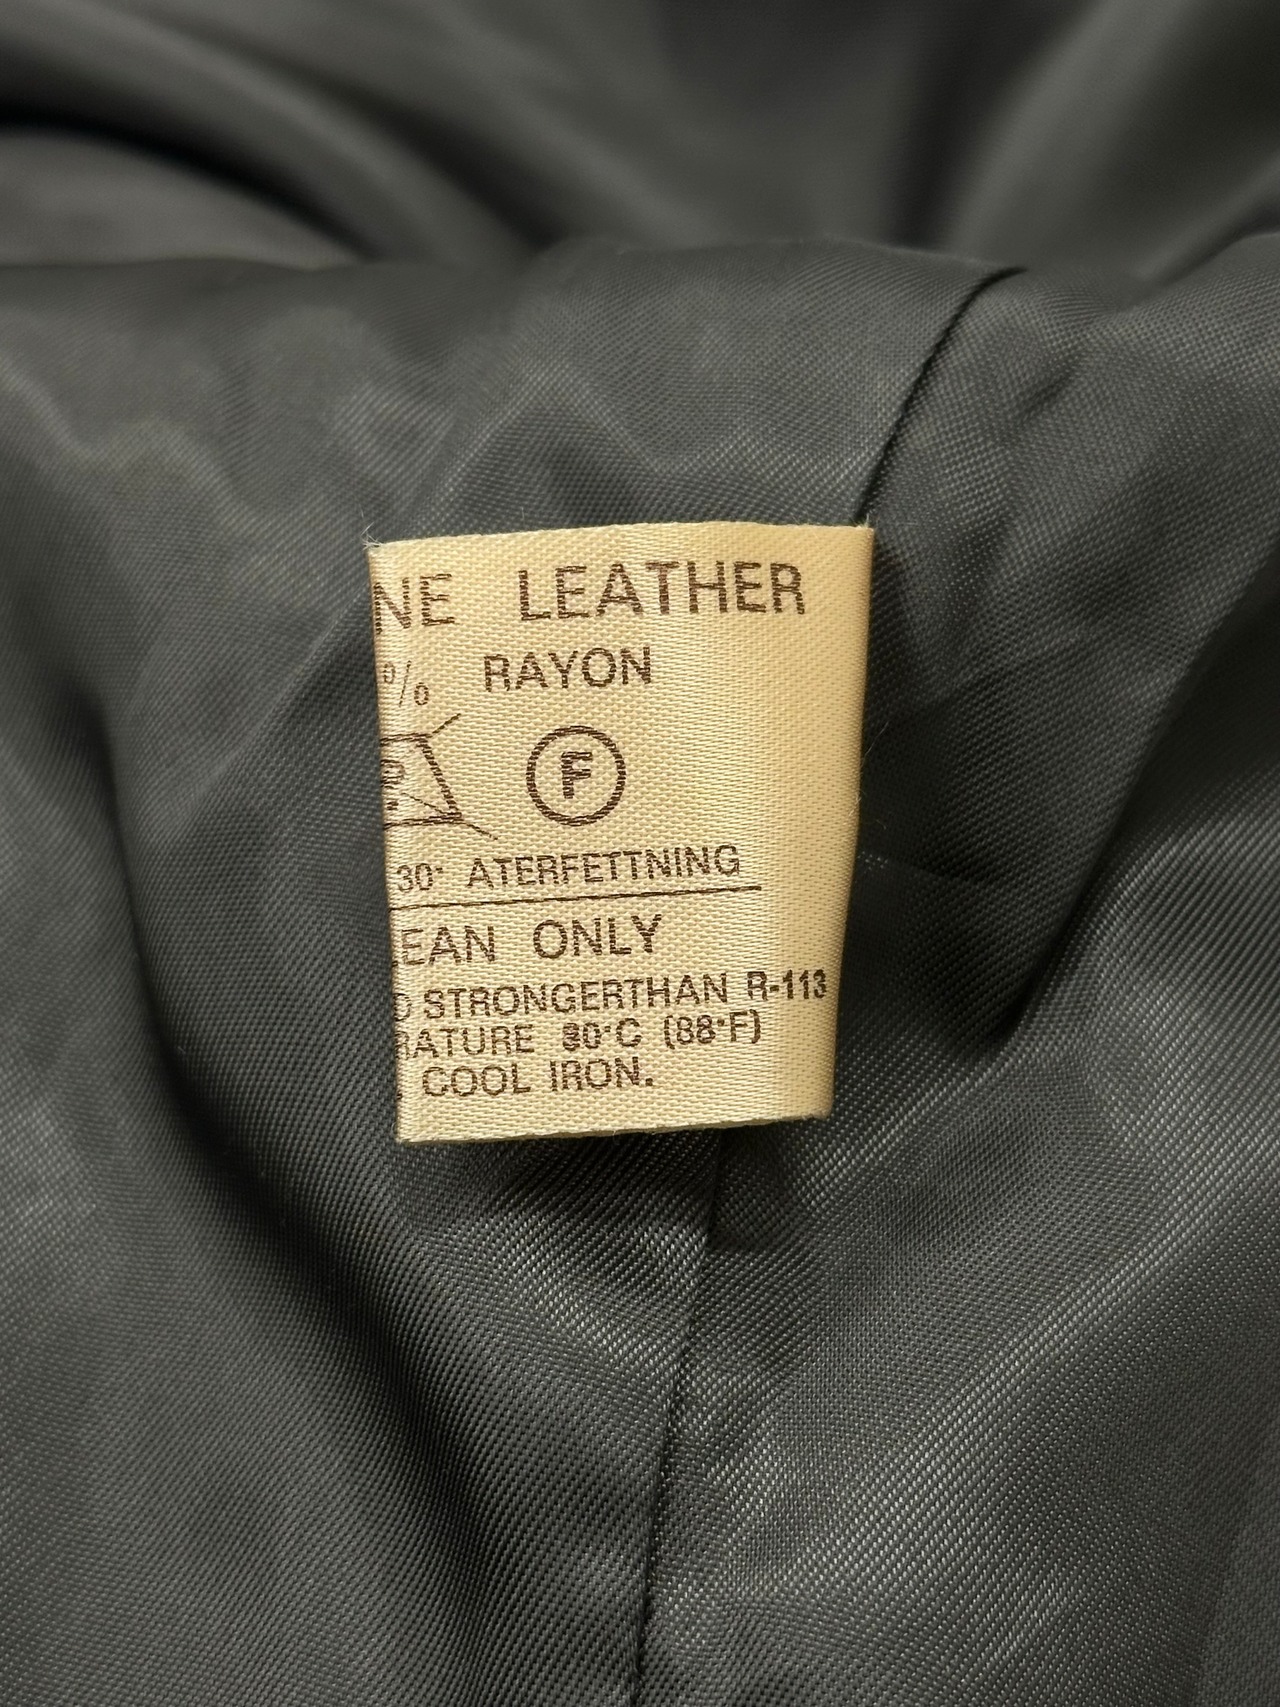 NE LEATHER
% RAYON
P F
30° ATERFETTNING
EAN ONLY
STRONGERTHAN R-113
RATURE 30°C (88°F)
COOL IRON.